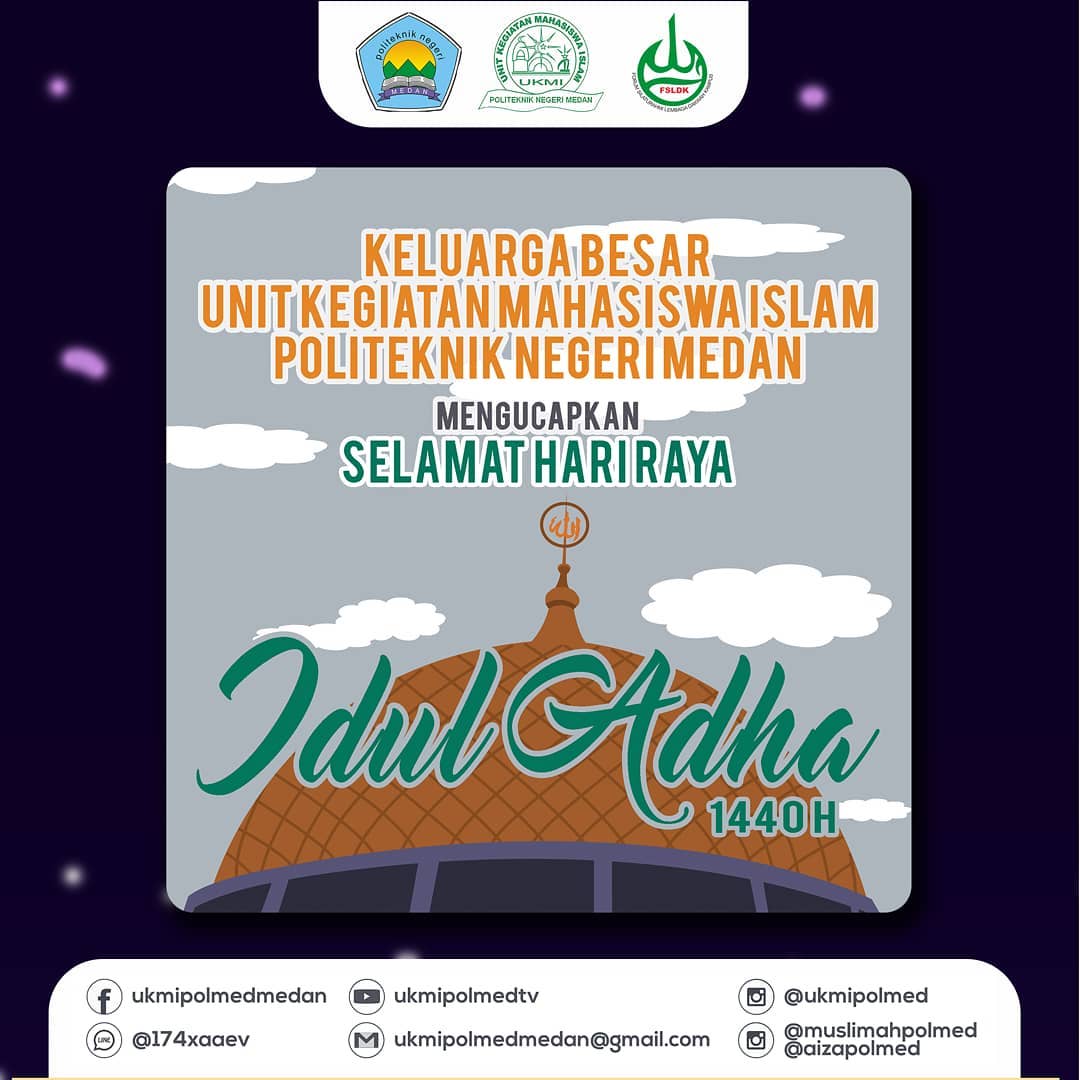 politeknik negeri
MEDAN
UNIT KEGIATAN MAHASISWA ISLAM
UKMI
POLITEKNIK NEGERI MEDAN
FSLDK
FORUM SILATURAHIM LEMBAGA DAKWAH KAMPUS
KELUARGA BESAR
UNIT KEGIATAN MAHASISWA ISLAM
POLITEKNIK NEGERI MEDAN
MENGUCAPKAN
SELAMAT HARI RAYA
الله
Idul Adha
1440 H
ukmipolmedmedan
ukmipolmedtv
@ukmipolmed
LINE
@174xaaev
ukmipolmedmedan@gmail.com
@muslimahpolmed
@aizapolmed